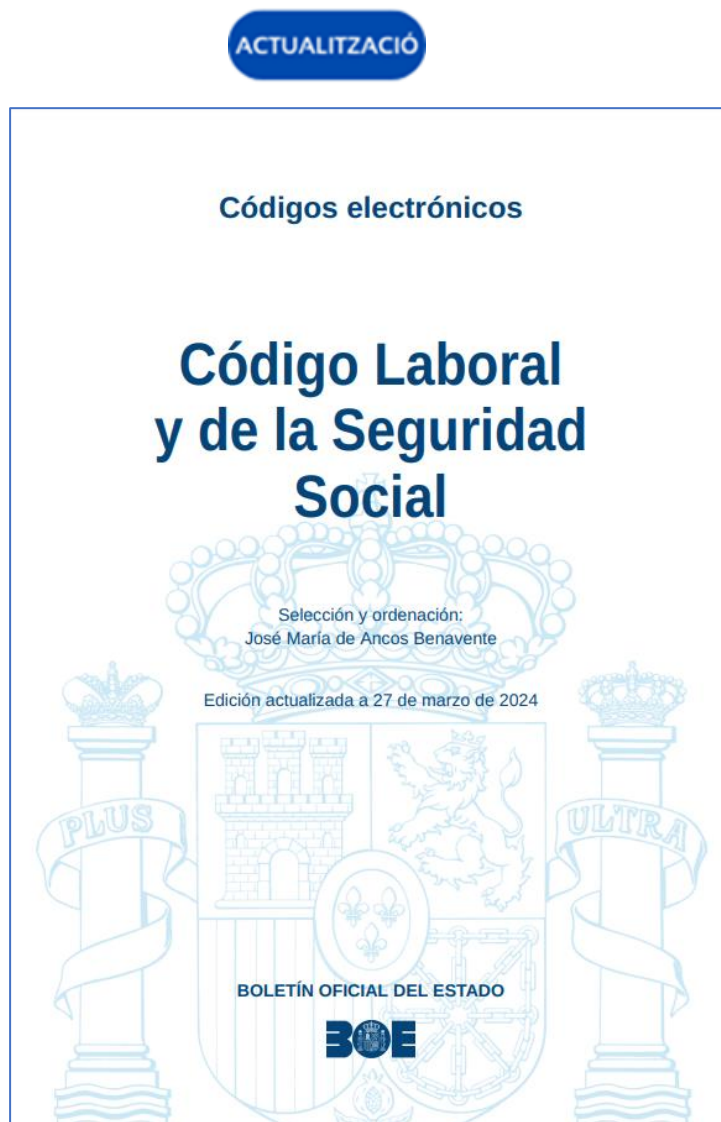 ACTUALITZACIÓ
Códigos electrónicos
Código Laboral
y de la Seguridad
Social
Selección y ordenación:
José María de Ancos Benavente
Edición actualizada a 27 de marzo de 2024
PLUS
ULTRA
BOLETÍN OFICIAL DEL ESTADO
BOE